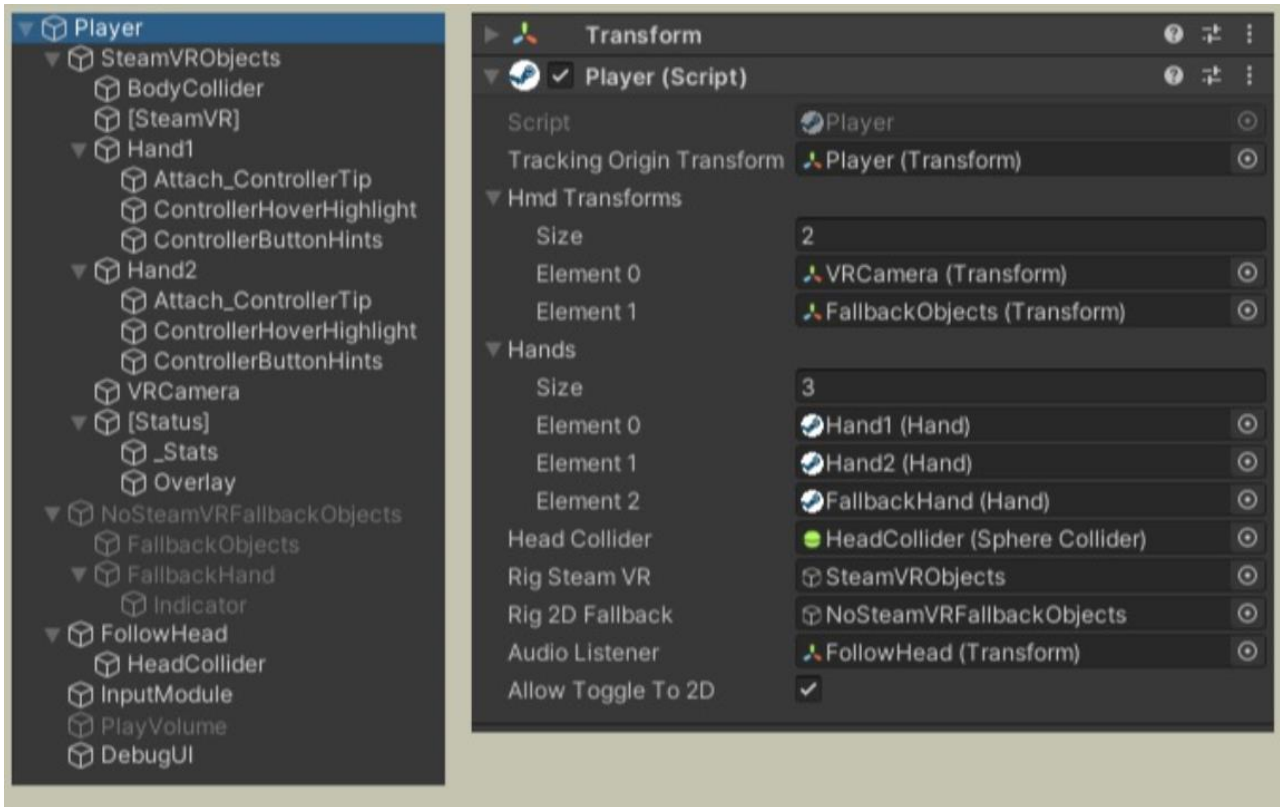 Player
SteamVRObjects
BodyCollider
[SteamVR]
Hand1
Attach_ControllerTip
ControllerHoverHighlight
ControllerButtonHints
Hand2
Attach_ControllerTip
ControllerHoverHighlight
ControllerButtonHints
VRCamera
[Status]
_Stats
Overlay
NoSteamVRFallbackObjects
FallbackObjects
FallbackHand
Indicator
FollowHead
HeadCollider
InputModule
PlayVolume
DebugUI
Transform
Player (Script)
Script Player
Tracking Origin Transform Player (Transform)
Hmd Transforms
Size 2
Element 0 VRCamera (Transform)
Element 1 FallbackObjects (Transform)
Hands
Size 3
Element 0 Hand1 (Hand)
Element 1 Hand2 (Hand)
Element 2 FallbackHand (Hand)
Head Collider HeadCollider (Sphere Collider)
Rig Steam VR SteamVRObjects
Rig 2D Fallback NoSteamVRFallbackObjects
Audio Listener FollowHead (Transform)
Allow Toggle To 2D